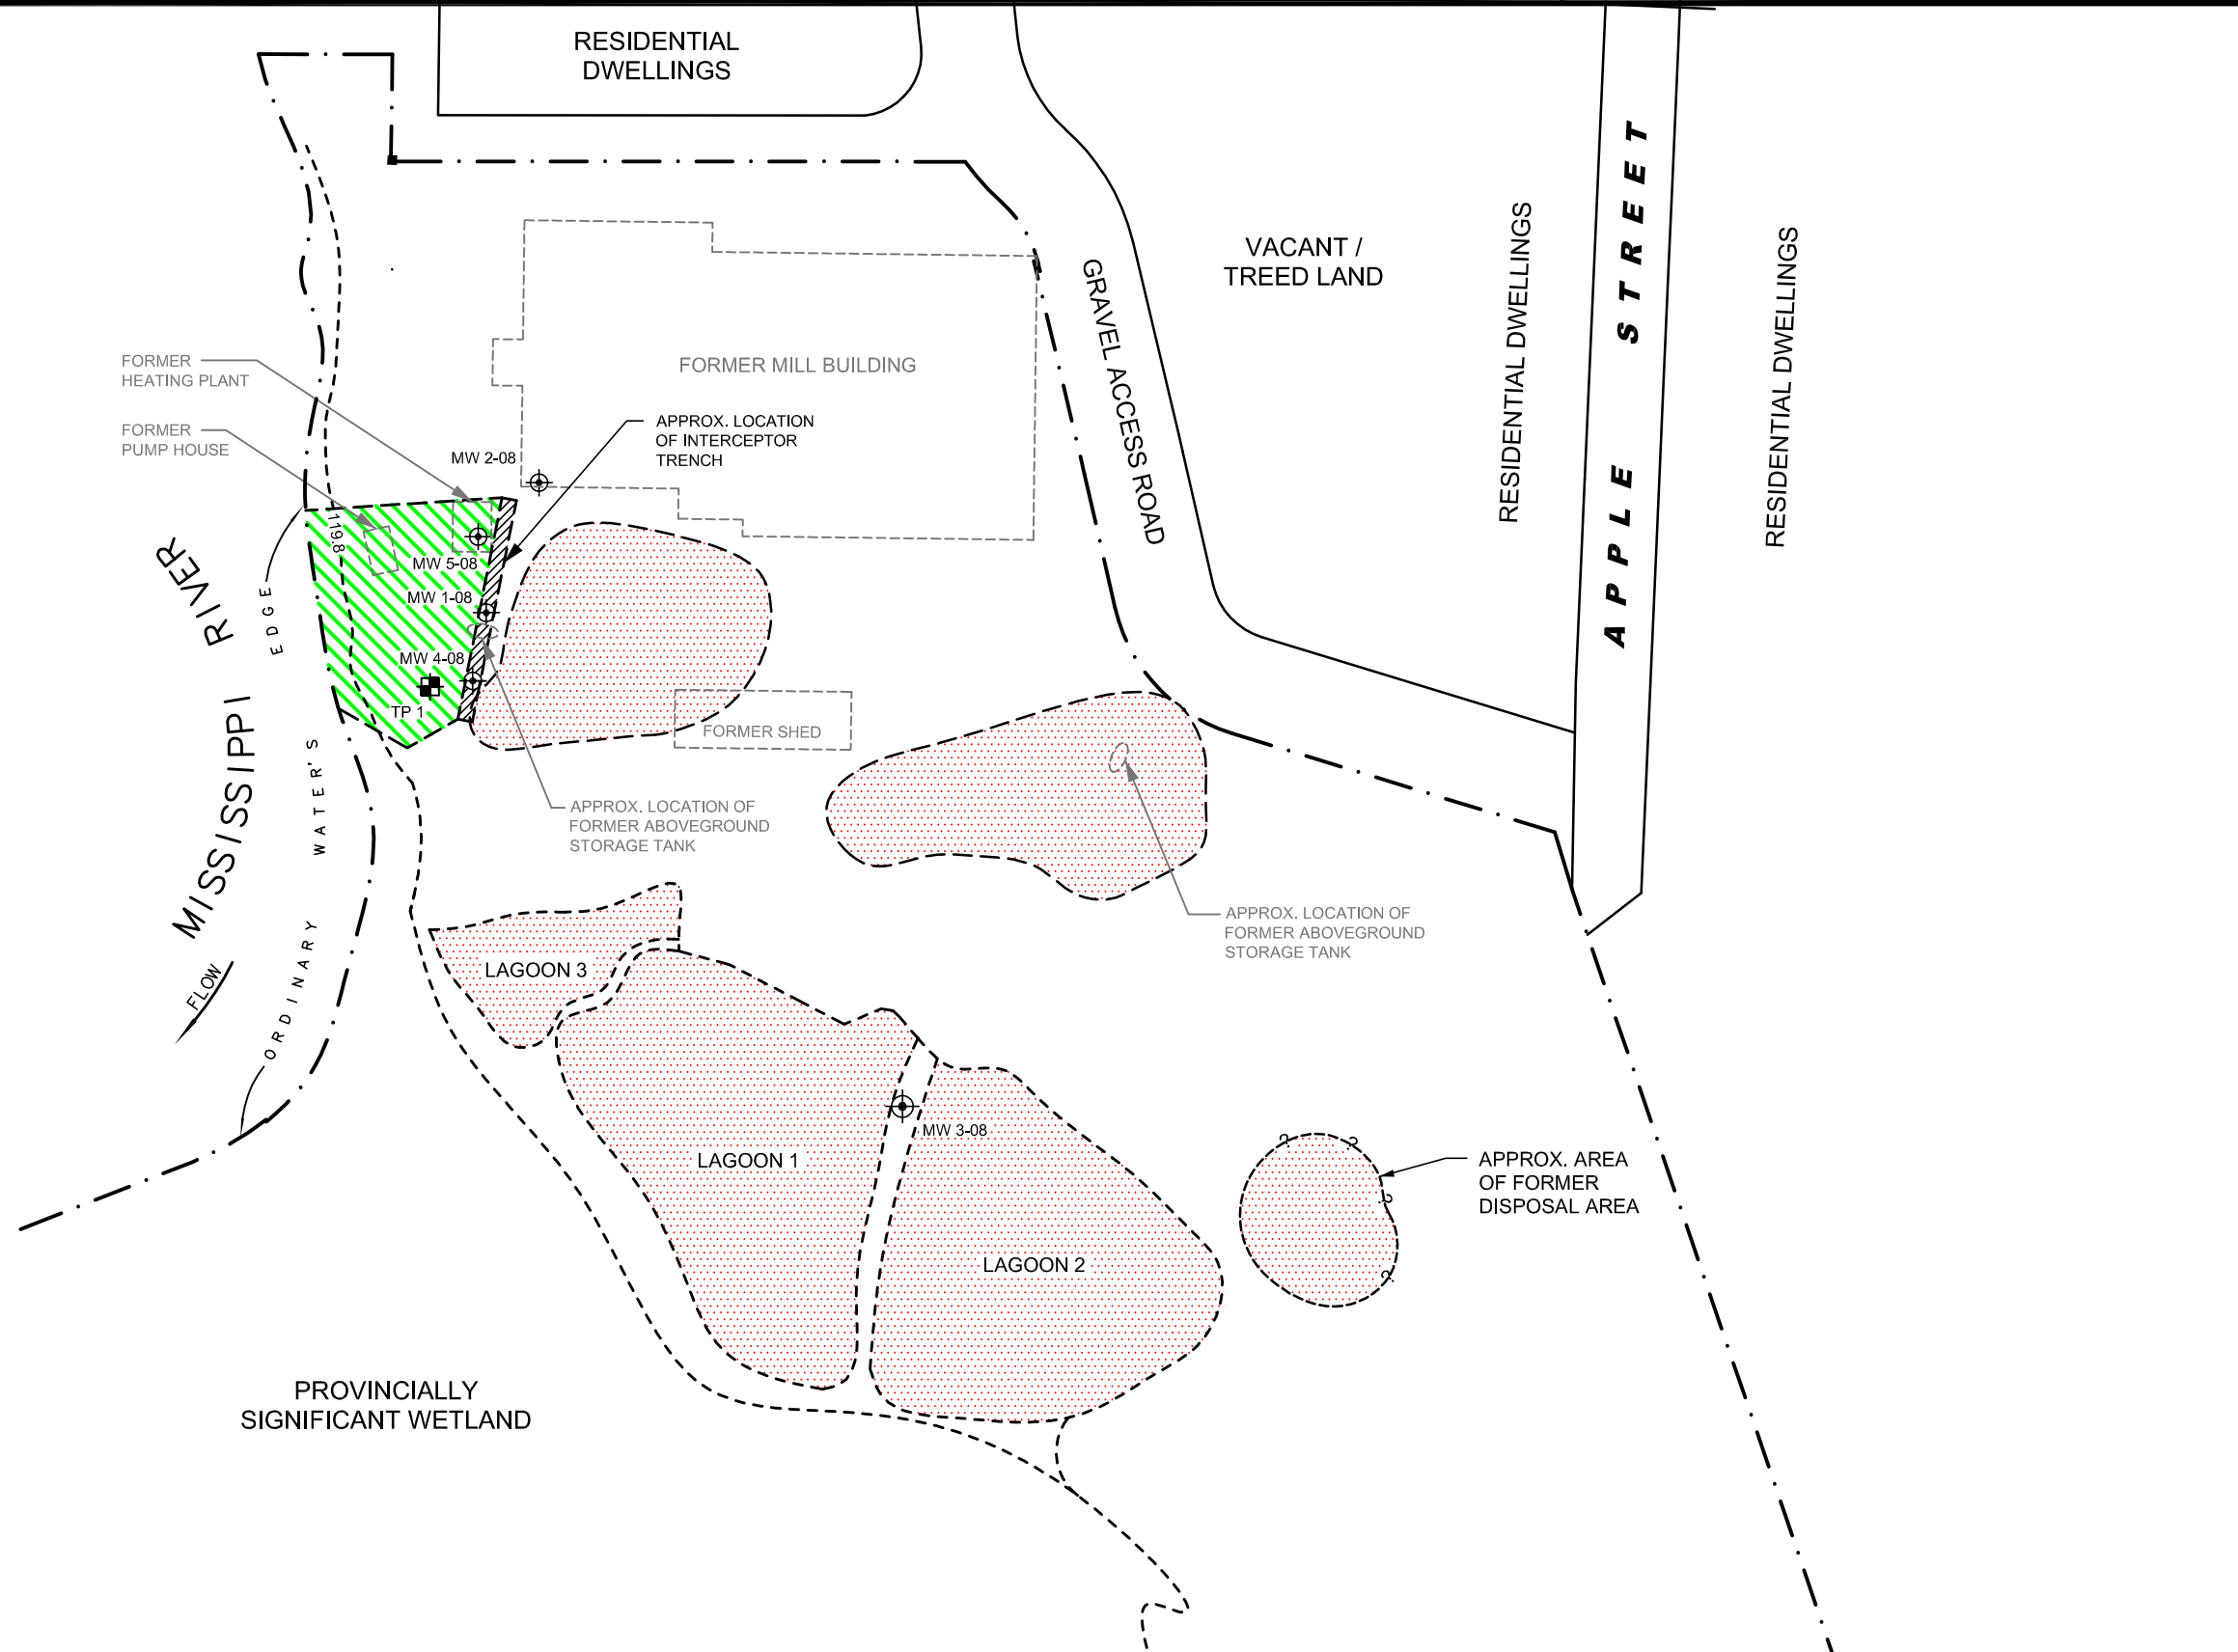 RESIDENTIAL
DWELLINGS
VACANT /
TREED LAND
RESIDENTIAL DWELLINGS
APPLE STREET
RESIDENTIAL DWELLINGS
GRAVEL ACCESS ROAD
FORMER
HEATING PLANT
FORMER MILL BUILDING
FORMER
PUMP HOUSE
APPROX. LOCATION
OF INTERCEPTOR
TRENCH
MW 2-08
119.8
MW 5-08
MW 1-08
MW 4-08
TP 1
MISSISSIPPI RIVER
ORDINARY WATER'S EDGE
FLOW
FORMER SHED
APPROX. LOCATION OF
FORMER ABOVEGROUND
STORAGE TANK
APPROX. LOCATION OF
FORMER ABOVEGROUND
STORAGE TANK
LAGOON 3
MW 3-08
LAGOON 1
LAGOON 2
? ?
?
?
APPROX. AREA
OF FORMER
DISPOSAL AREA
PROVINCIALLY
SIGNIFICANT WETLAND